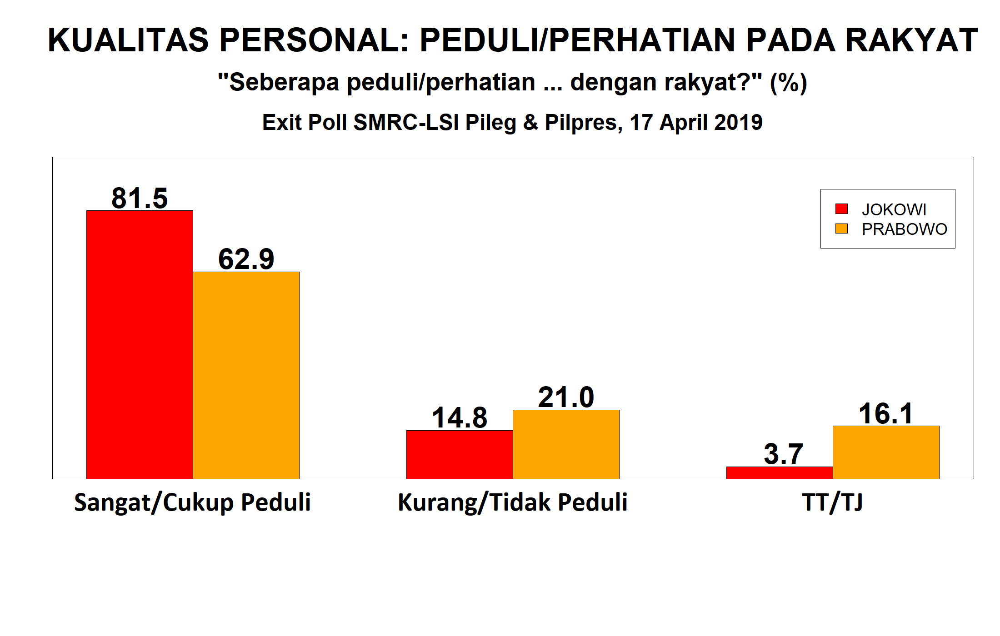 KUALITAS PERSONAL: PEDULI/PERHATIAN PADA RAKYAT
"Seberapa peduli/perhatian ... dengan rakyat?" (%)
Exit Poll SMRC-LSI Pileg & Pilpres, 17 April 2019
JOKOWI
PRABOWO
81.5
62.9
14.8
21.0
3.7
16.1
Sangat/Cukup Peduli
Kurang/Tidak Peduli
TT/TJ